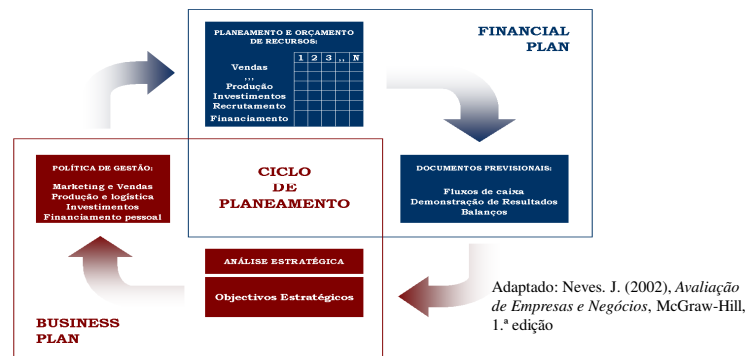 PLANEAMENTO E ORÇAMENTO
DE RECURSOS:
1 2 3 ,, N
Vendas
,,,
Produção
Investimentos
Recrutamento
Financiamento
FINANCIAL
PLAN
POLÍTICA DE GESTÃO:
Marketing e Vendas
Produção e logística
Investimentos
Financiamento pessoal
CICLO
DE
PLANEAMENTO
DOCUMENTOS PREVISIONAIS:
Fluxos de caixa
Demonstração de Resultados
Balanços
ANÁLISE ESTRATÉGICA
Objectivos Estratégicos
BUSINESS
PLAN
Adaptado: Neves. J. (2002), Avaliação
de Empresas e Negócios, McGraw-Hill,
1.ª edição